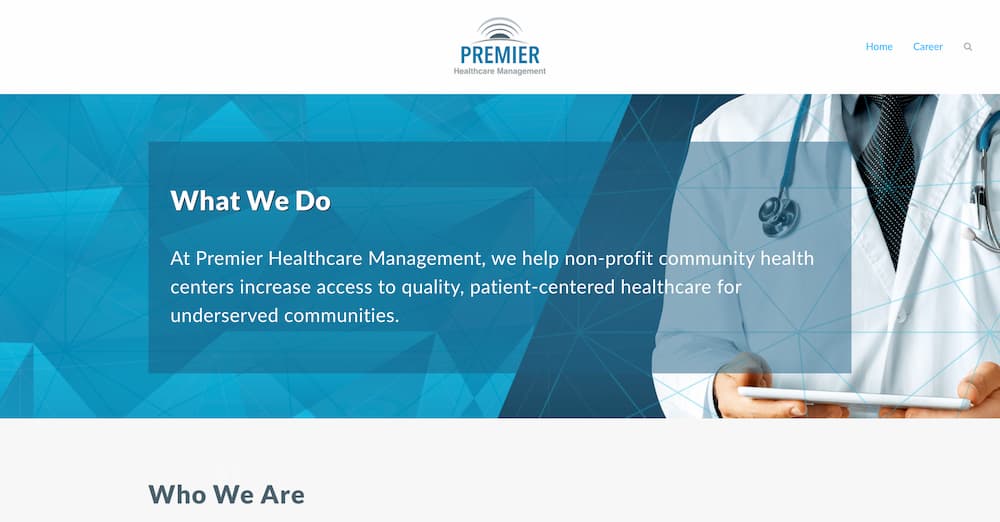 PREMIER
Healthcare Management
Home
Career
What We Do
At Premier Healthcare Management, we help non-profit community health
centers increase access to quality, patient-centered healthcare for
underserved communities.
Who We Are